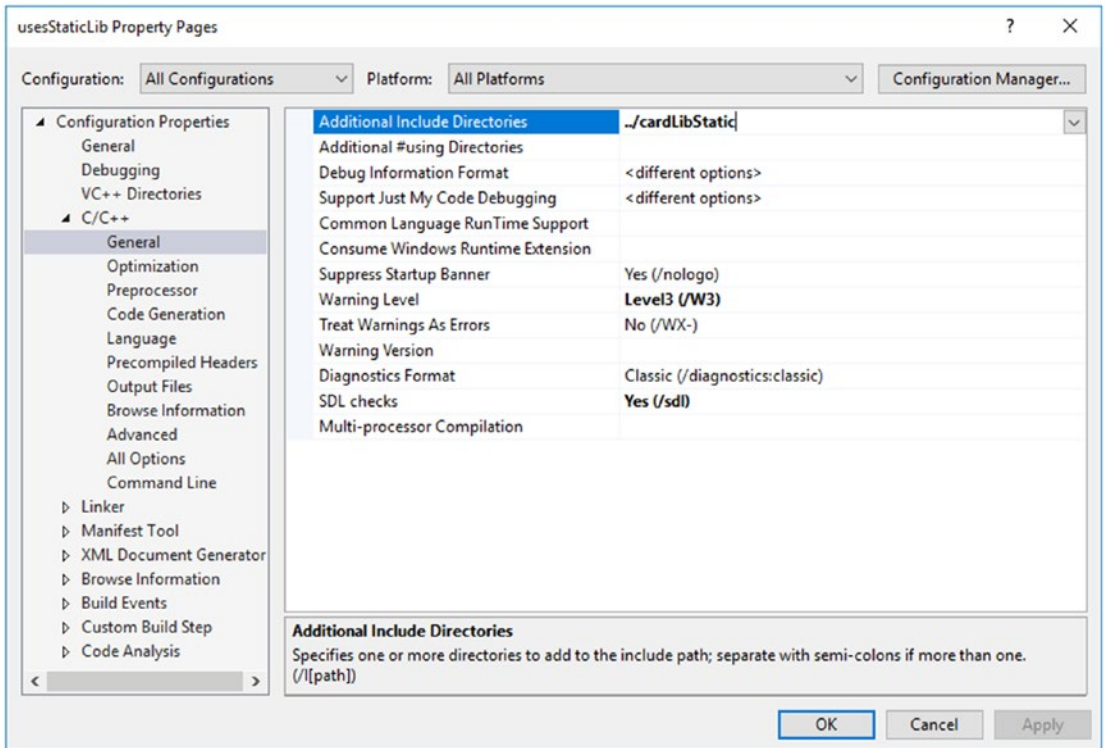 usesStaticLib Property Pages ? ×
Configuration: All Configurations Platform: All Platforms Configuration Manager...
Configuration Properties
General
Debugging
VC++ Directories
C/C++
General
Optimization
Preprocessor
Code Generation
Language
Precompiled Headers
Output Files
Browse Information
Advanced
All Options
Command Line
Linker
Manifest Tool
XML Document Generator
Browse Information
Build Events
Custom Build Step
Code Analysis
Additional Include Directories ../cardLibStatic
Additional #using Directories
Debug Information Format <different options>
Support Just My Code Debugging <different options>
Common Language RunTime Support
Consume Windows Runtime Extension
Suppress Startup Banner Yes (/nologo)
Warning Level Level3 (/W3)
Treat Warnings As Errors No (/WX-)
Warning Version
Diagnostics Format Classic (/diagnostics:classic)
SDL checks Yes (/sdl)
Multi-processor Compilation
Additional Include Directories
Specifies one or more directories to add to the include path; separate with semi-colons if more than one.
(/I[path])
OK Cancel Apply